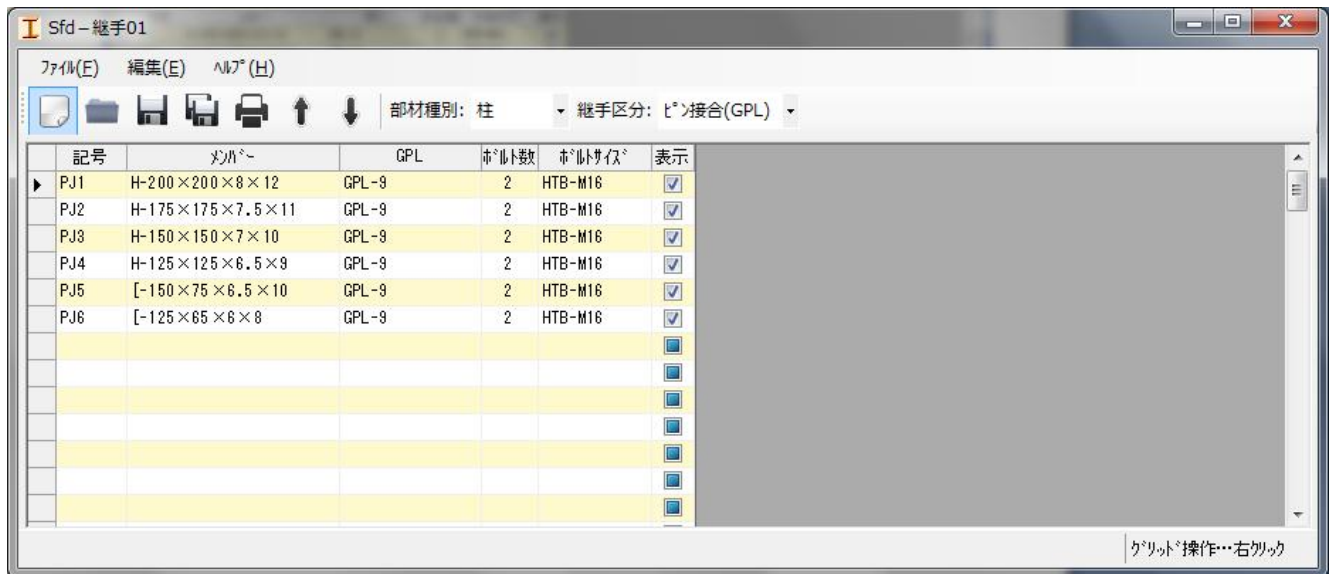 Sfd – 継手01
ﾌｧｲﾙ(F) 編集(E) ﾍﾙﾌﾟ(H)
部材種別: 柱 継手区分: ﾋﾟﾝ接合(GPL)
記号 ﾒﾝﾊﾞｰ GPL ﾎﾞﾙﾄ数 ﾎﾞﾙﾄｻｲｽﾞ 表示
PJ1 H-200×200×8×12 GPL-9 2 HTB-M16
PJ2 H-175×175×7.5×11 GPL-9 2 HTB-M16
PJ3 H-150×150×7×10 GPL-9 2 HTB-M16
PJ4 H-125×125×6.5×9 GPL-9 2 HTB-M16
PJ5 [-150×75×6.5×10 GPL-9 2 HTB-M16
PJ6 [-125×65×6×8 GPL-9 2 HTB-M16
ｸﾞﾘｯﾄﾞ操作…右ｸﾘｯｸ